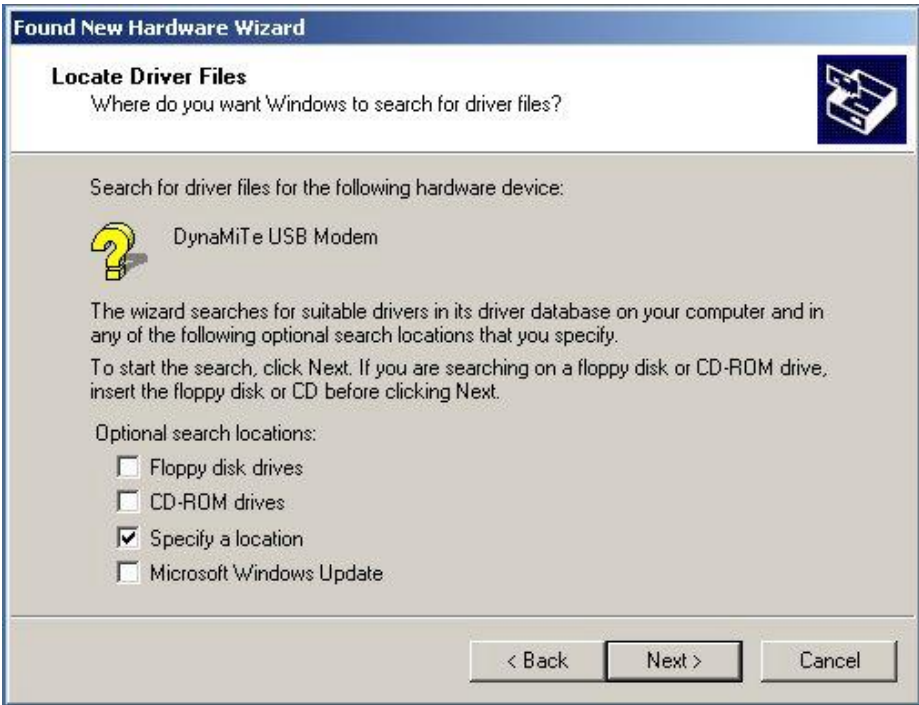 Found New Hardware Wizard
Locate Driver Files
Where do you want Windows to search for driver files?
Search for driver files for the following hardware device:
DynaMiTe USB Modem
The wizard searches for suitable drivers in its driver database on your computer and in
any of the following optional search locations that you specify.
To start the search, click Next. If you are searching on a floppy disk or CD-ROM drive,
insert the floppy disk or CD before clicking Next.
Optional search locations:
Floppy disk drives
CD-ROM drives
Specify a location
Microsoft Windows Update
< Back Next > Cancel